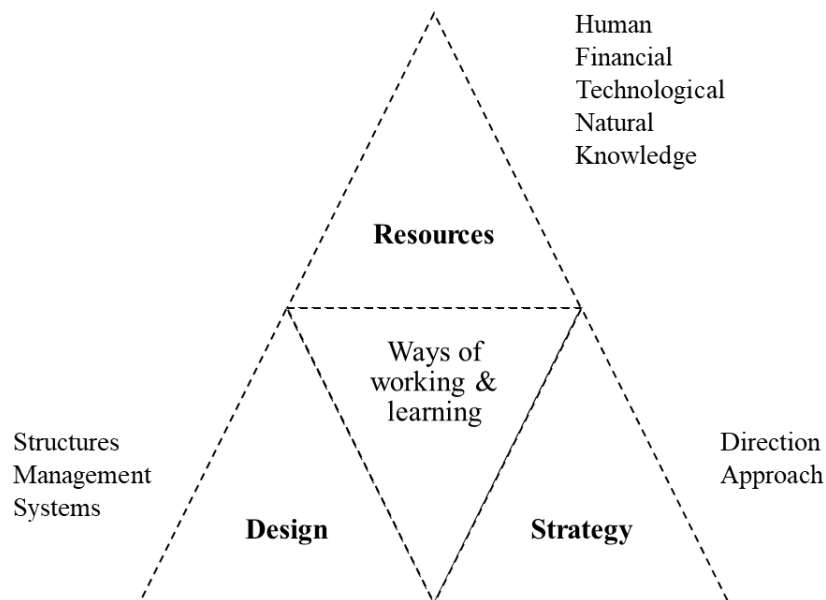 Human
Financial
Technological
Natural
Knowledge
Resources
Ways of
working &
learning
Structures
Management
Systems
Direction
Approach
Design
Strategy